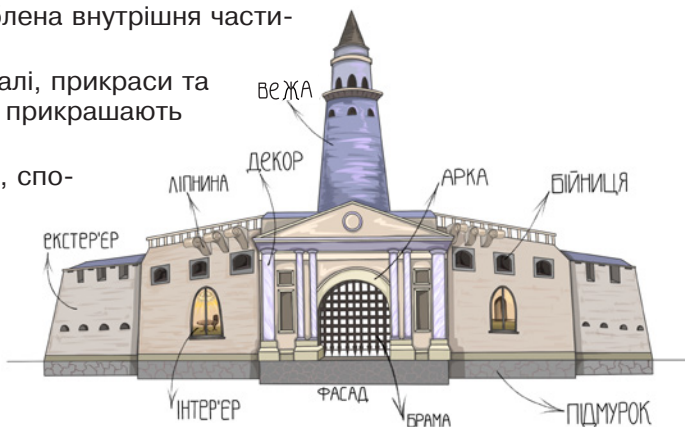 олена внутрішня части-
алі, прикраси та
прикрашають
, спо-
ВЕЖА
ДЕКОР
ЛІПНИНА
АРКА
БІЙНИЦЯ
ЕКСТЕР'ЄР
ІНТЕР'ЄР
ФАСАД
БРАМА
ПІДМУРОК